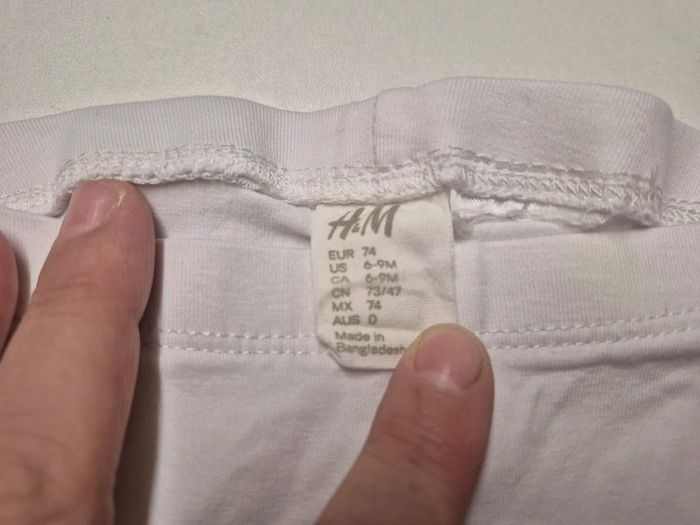 H&M
EUR 74
US 6-9M
CA 6-9M
CN 73/47
MX 74
AUS 0
Made in
Bangladesh